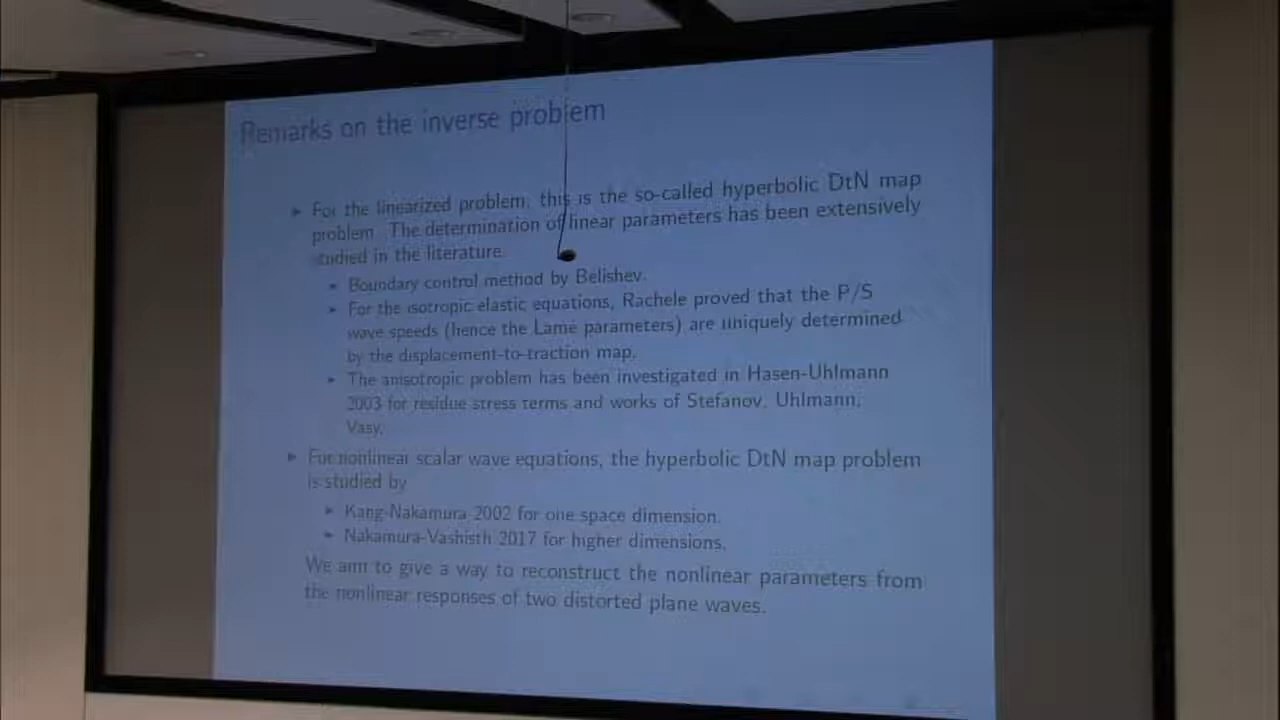 Remarks on the inverse problem
For the linearized problem, this is the so-called hyperbolic DtN map
problem. The determination of linear parameters has been extensively
studied in the literature.
Boundary control method by Belishev.
For the isotropic elastic equations, Rachele proved that the P/S
wave speeds (hence the Lamé parameters) are uniquely determined
by the displacement-to-traction map.
The anisotropic problem has been investigated in Hasen-Uhlmann
2003 for residue stress terms and works of Stefanov, Uhlmann,
Vasy.
For nonlinear scalar wave equations, the hyperbolic DtN map problem
is studied by
Kang-Nakamura 2002 for one space dimension.
Nakamura-Vashisth 2017 for higher dimensions.
We aim to give a way to reconstruct the nonlinear parameters from
the nonlinear responses of two distorted plane waves.